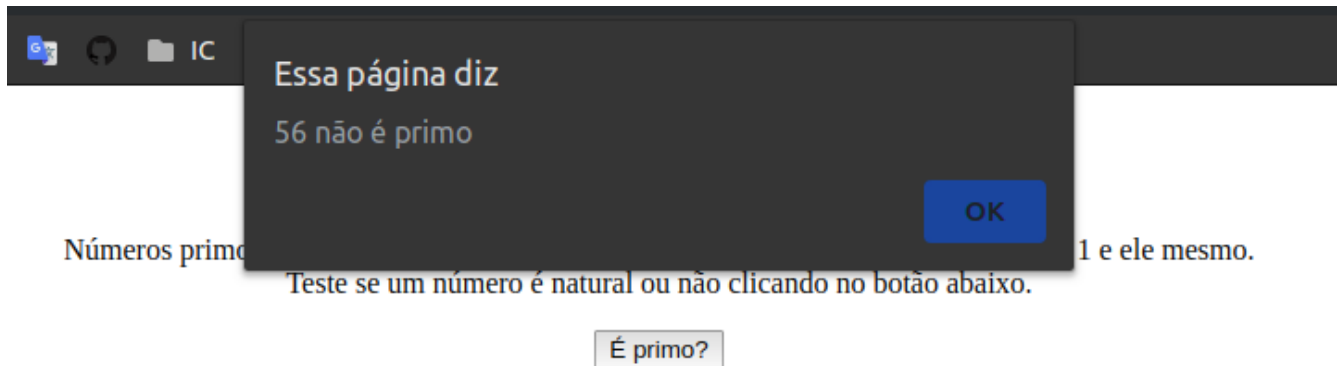 IC
Essa página diz
56 não é primo
OK
Números primo 1 e ele mesmo.
Teste se um número é natural ou não clicando no botão abaixo.
É primo?